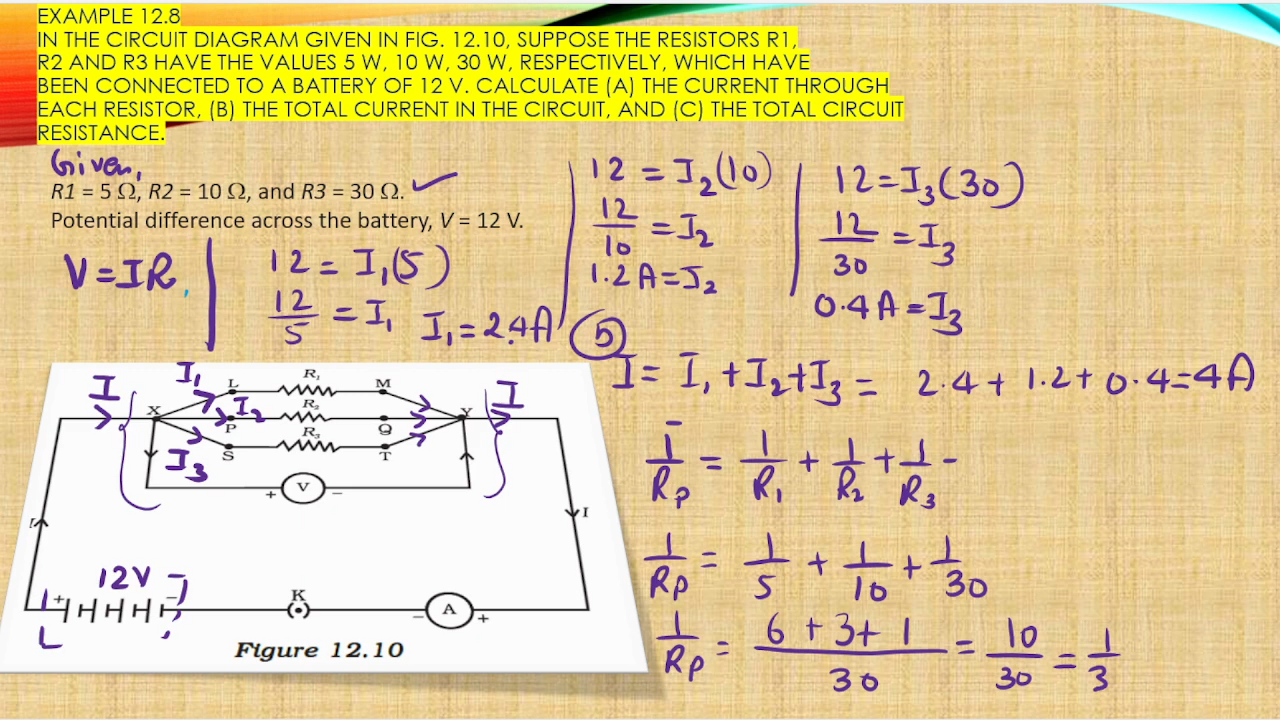 EXAMPLE 12.8
IN THE CIRCUIT DIAGRAM GIVEN IN FIG. 12.10, SUPPOSE THE RESISTORS R1,
R2 AND R3 HAVE THE VALUES 5 W, 10 W, 30 W, RESPECTIVELY, WHICH HAVE
BEEN CONNECTED TO A BATTERY OF 12 V. CALCULATE (A) THE CURRENT THROUGH
EACH RESISTOR, (B) THE TOTAL CURRENT IN THE CIRCUIT, AND (C) THE TOTAL CIRCUIT
RESISTANCE.
Given,
R1 = 5 Ω, R2 = 10 Ω, and R3 = 30 Ω. ✓
Potential difference across the battery, V = 12 V.
V = IR,
12 = I₁(5)
12/5 = I₁
I₁ = 2.4A
12 = I₂(10)
12/10 = I₂
1.2 A = I₂
12 = I₃(30)
12/30 = I₃
0.4 A = I₃
b
I = I₁ + I₂ + I₃ = 2.4 + 1.2 + 0.4 = 4A
1/Rp = 1/R₁ + 1/R₂ + 1/R₃ -
1/Rp = 1/5 + 1/10 + 1/30
1/Rp = 6 + 3 + 1/30 = 10/30 = 1/3
I I₁ L R₁ M I
X I₂ P R₂ Q Y
I₃ S R₃ T
+ V −
I I
12V
+ − K − A +
Figure 12.10